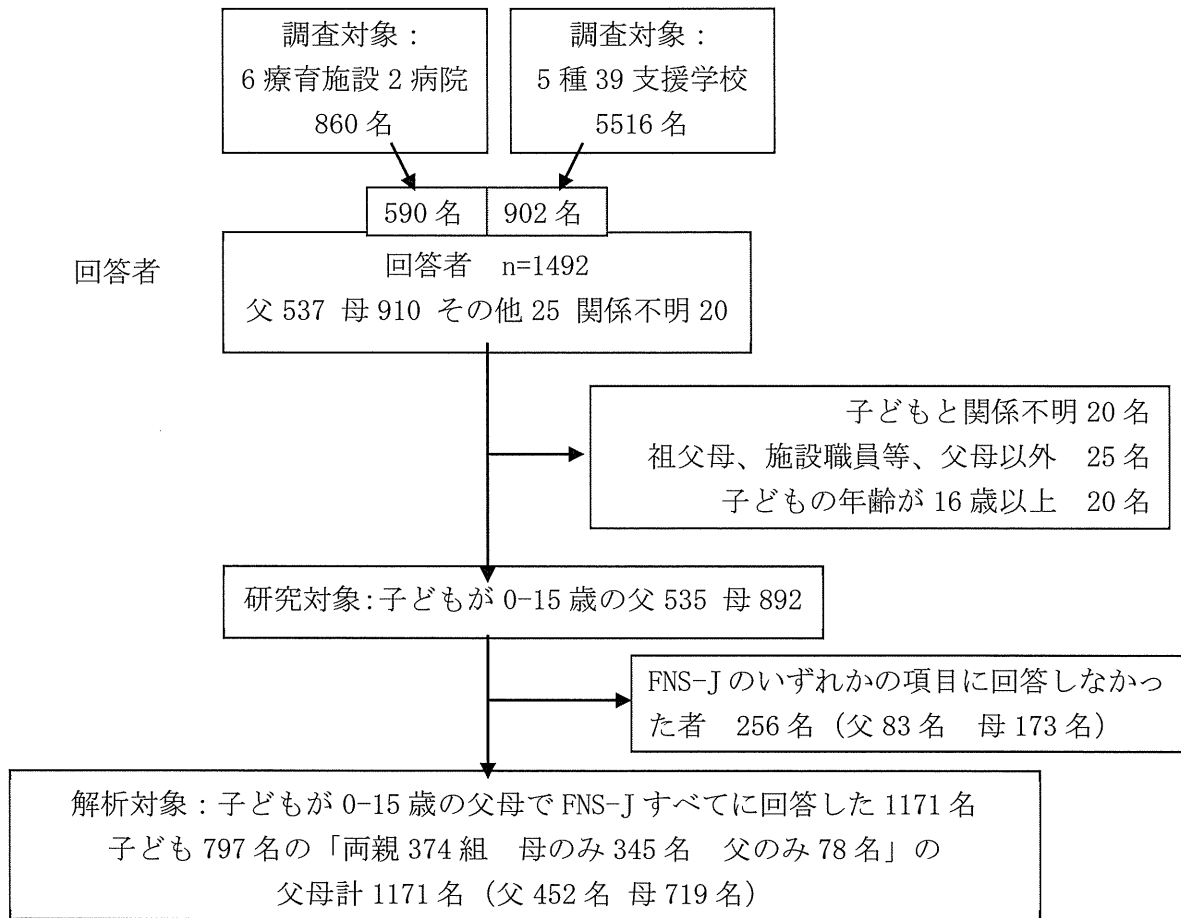 調査対象：
6 療育施設 2 病院
860 名
調査対象：
5 種 39 支援学校
5516 名
590 名
902 名
回答者
回答者　n=1492
父 537 母 910 その他 25 関係不明 20
子どもと関係不明 20 名
祖父母、施設職員等、父母以外　25 名
子どもの年齢が 16 歳以上　20 名
研究対象:子どもが 0-15 歳の父 535 母 892
FNS-J のいずれかの項目に回答しなかっ
た者　256 名（父 83 名　母 173 名）
解析対象：子どもが 0-15 歳の父母で FNS-J すべてに回答した 1171 名
子ども 797 名の「両親 374 組　母のみ 345 名　父のみ 78 名」の
父母計 1171 名（父 452 名 母 719 名）